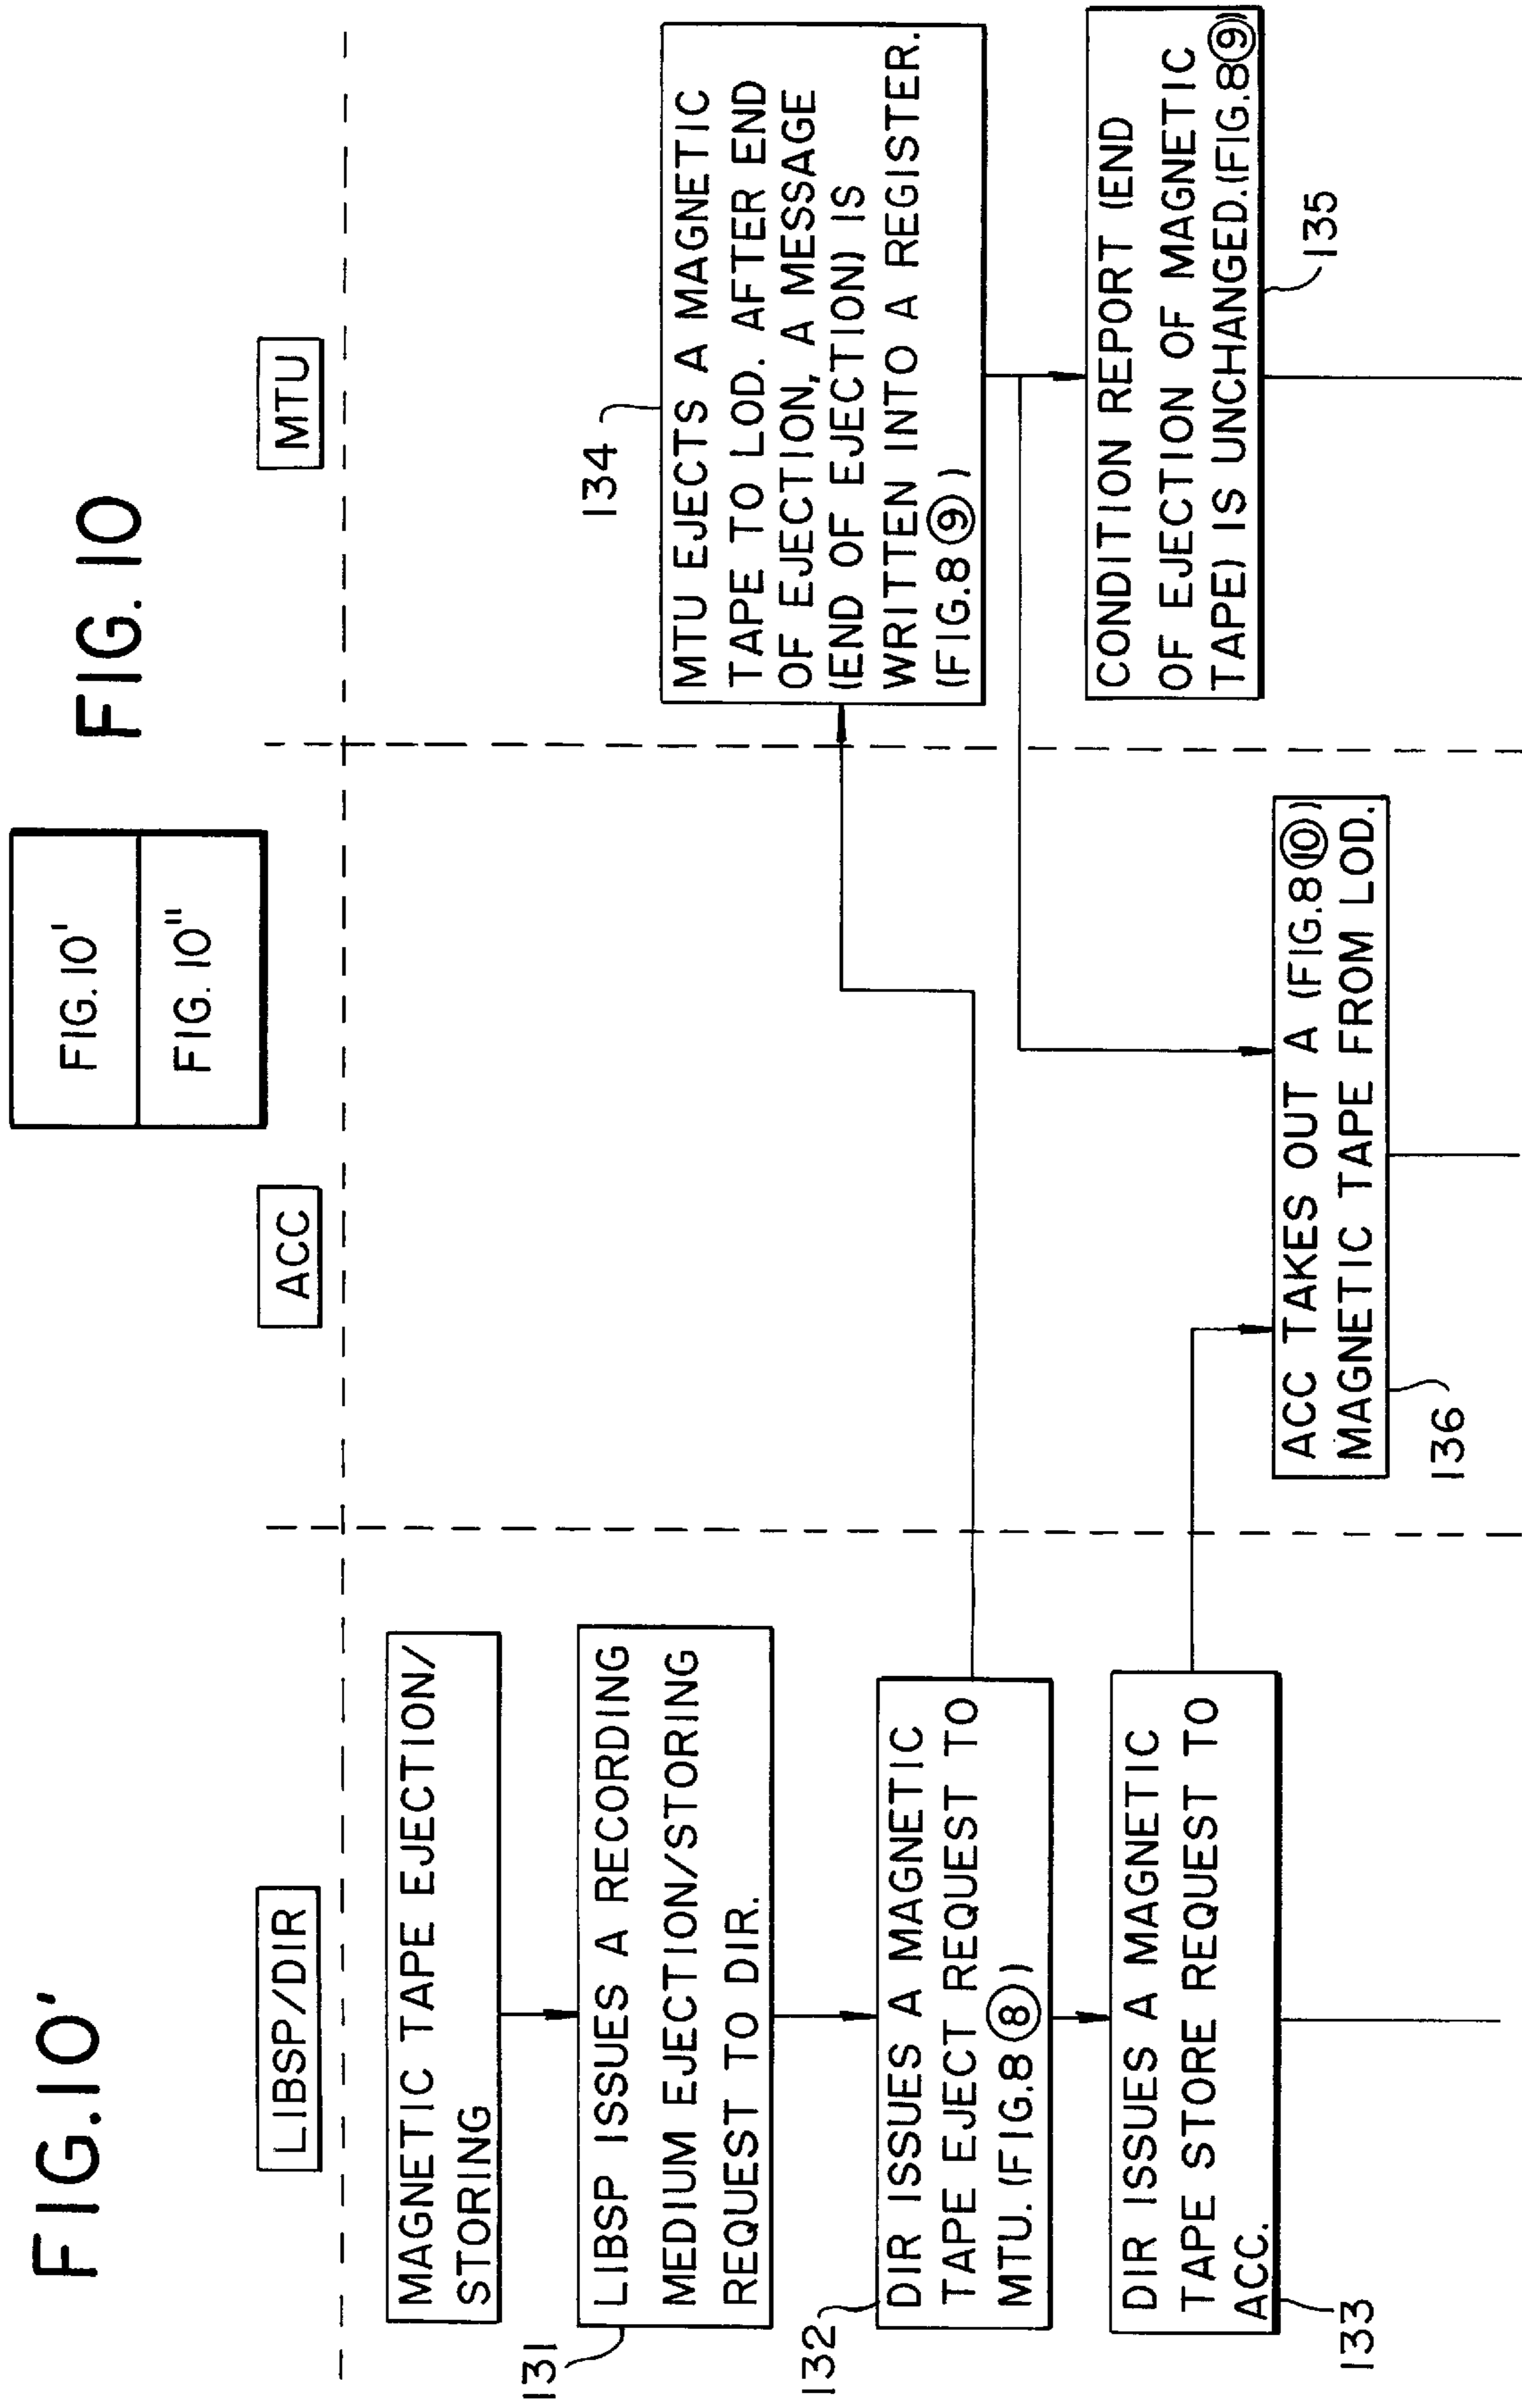 FIG.10'
FIG. 10
FIG.10'
FIG. 10"
LIBSP/DIR
ACC
MTU
MAGNETIC TAPE EJECTION/
STORING
131
LIBSP ISSUES A RECORDING
MEDIUM EJECTION/STORING
REQUEST TO DIR.
132
DIR ISSUES A MAGNETIC
TAPE EJECT REQUEST TO
MTU. (FIG.8⑧)
133
DIR ISSUES A MAGNETIC
TAPE STORE REQUEST TO
ACC.
134
MTU EJECTS A MAGNETIC
TAPE TO LOD. AFTER END
OF EJECTION, A MESSAGE
(END OF EJECTION) IS
WRITTEN INTO A REGISTER.
(FIG.8⑨)
CONDITION REPORT (END
OF EJECTION OF MAGNETIC
TAPE) IS UNCHANGED.(FIG.8⑨)
135
ACC TAKES OUT A (FIG.8⑩)
MAGNETIC TAPE FROM LOD.
136